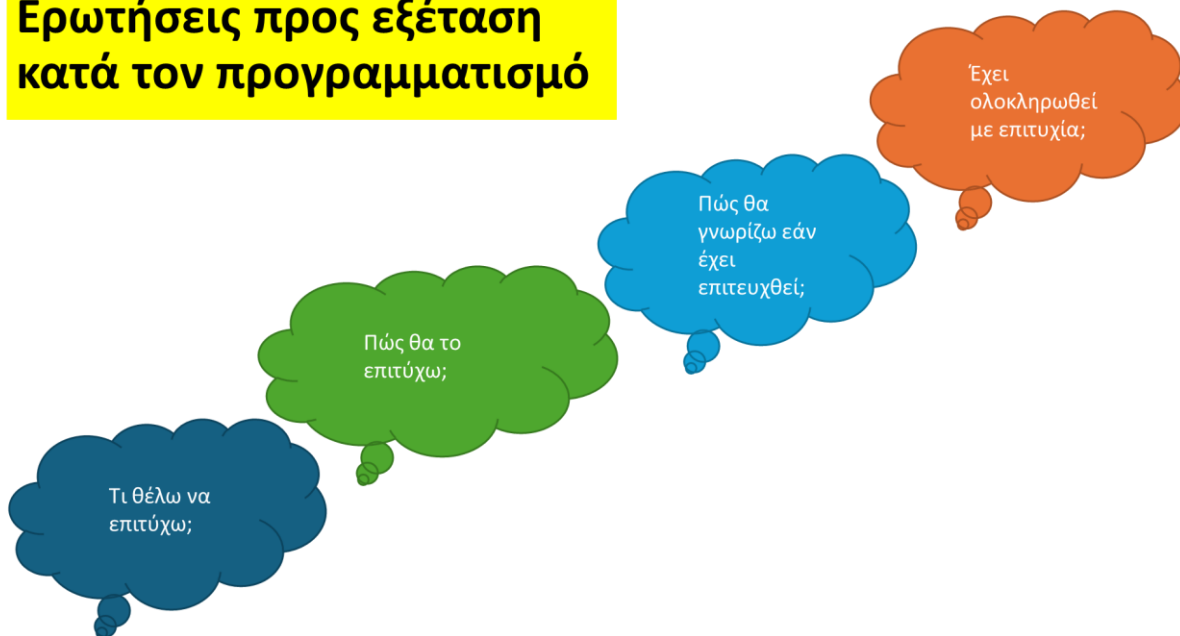 Ερωτήσεις προς εξέταση
κατά τον προγραμματισμό
Έχει
ολοκληρωθεί
με επιτυχία;
Πώς θα
γνωρίζω εάν
έχει
επιτευχθεί;
Πώς θα το
επιτύχω;
Τι θέλω να
επιτύχω;